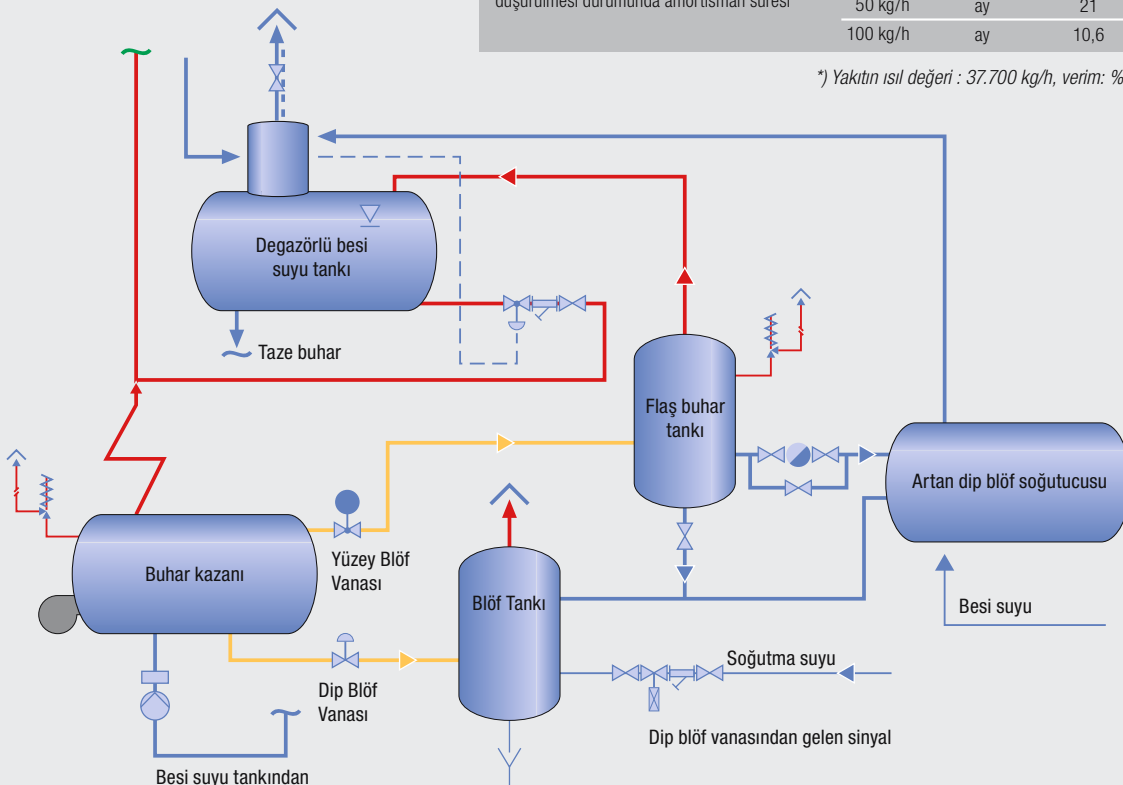 düşürülmesi durumunda amortisman süresi
50 kg/h ay 21
100 kg/h ay 10,6
*) Yakıtın ısıl değeri : 37.700 kg/h, verim: %
Degazörlü besi
suyu tankı
Taze buhar
Flaş buhar
tankı
Artan dip blöf soğutucusu
Buhar kazanı
Yüzey Blöf
Vanası
Blöf Tankı
Besi suyu
Soğutma suyu
Dip Blöf
Vanası
Dip blöf vanasından gelen sinyal
Besi suyu tankından